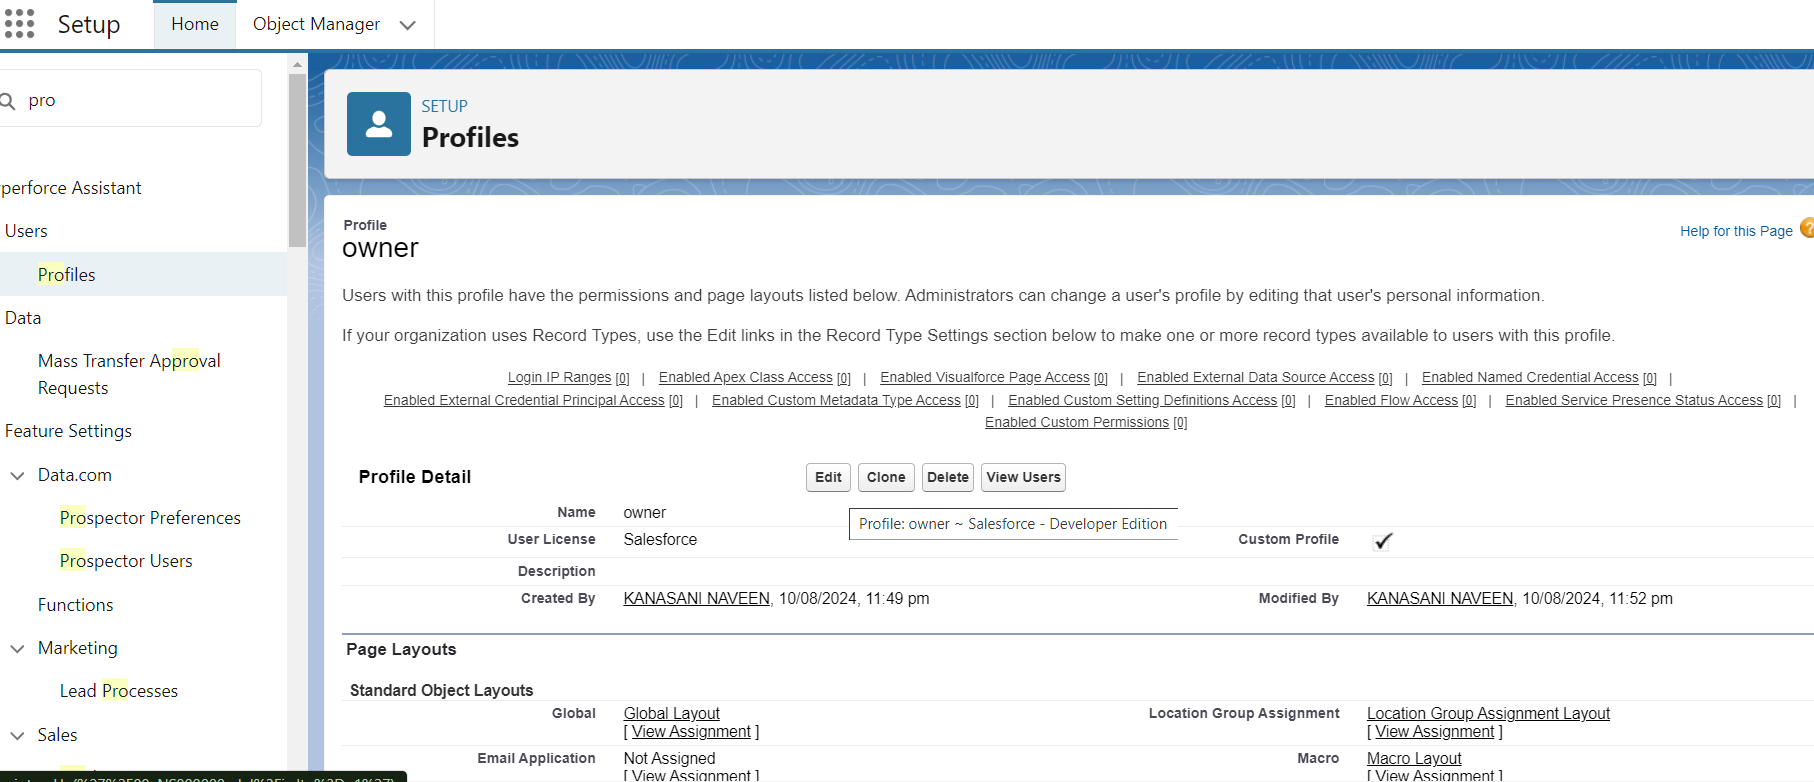 Setup
Home
Object Manager
pro
perforce Assistant
Users
Profiles
Data
Mass Transfer Approval
Requests
Feature Settings
Data.com
Prospector Preferences
Prospector Users
Functions
Marketing
Lead Processes
Sales
SETUP
Profiles
Profile
owner
Help for this Page
Users with this profile have the permissions and page layouts listed below. Administrators can change a user's profile by editing that user's personal information.
If your organization uses Record Types, use the Edit links in the Record Type Settings section below to make one or more record types available to users with this profile.
Login IP Ranges [0] | Enabled Apex Class Access [0] | Enabled Visualforce Page Access [0] | Enabled External Data Source Access [0] | Enabled Named Credential Access [0] |
Enabled External Credential Principal Access [0] | Enabled Custom Metadata Type Access [0] | Enabled Custom Setting Definitions Access [0] | Enabled Flow Access [0] | Enabled Service Presence Status Access [0] |
Enabled Custom Permissions [0]
Profile Detail
Edit Clone Delete View Users
Name owner
Profile: owner ~ Salesforce - Developer Edition
User License Salesforce Custom Profile
Description
Created By KANASANI NAVEEN, 10/08/2024, 11:49 pm Modified By KANASANI NAVEEN, 10/08/2024, 11:52 pm
Page Layouts
Standard Object Layouts
Global Global Layout Location Group Assignment Location Group Assignment Layout
[ View Assignment ] [ View Assignment ]
Email Application Not Assigned Macro Macro Layout
[ View Assignment ] [ View Assignment ]